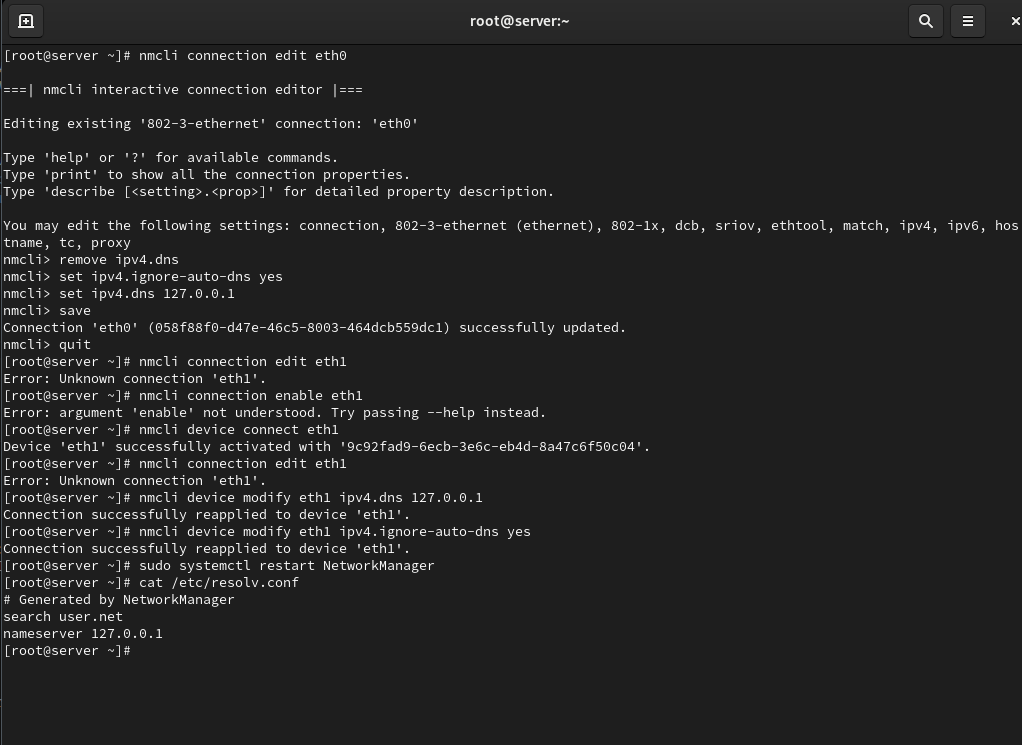 root@server:~
[root@server ~]# nmcli connection edit eth0
===| nmcli interactive connection editor |===
Editing existing '802-3-ethernet' connection: 'eth0'
Type 'help' or '?' for available commands.
Type 'print' to show all the connection properties.
Type 'describe [<setting>.<prop>]' for detailed property description.
You may edit the following settings: connection, 802-3-ethernet (ethernet), 802-1x, dcb, sriov, ethtool, match, ipv4, ipv6, hos
tname, tc, proxy
nmcli> remove ipv4.dns
nmcli> set ipv4.ignore-auto-dns yes
nmcli> set ipv4.dns 127.0.0.1
nmcli> save
Connection 'eth0' (058f88f0-d47e-46c5-8003-464dcb559dc1) successfully updated.
nmcli> quit
[root@server ~]# nmcli connection edit eth1
Error: Unknown connection 'eth1'.
[root@server ~]# nmcli connection enable eth1
Error: argument 'enable' not understood. Try passing --help instead.
[root@server ~]# nmcli device connect eth1
Device 'eth1' successfully activated with '9c92fad9-6ecb-3e6c-eb4d-8a47c6f50c04'.
[root@server ~]# nmcli connection edit eth1
Error: Unknown connection 'eth1'.
[root@server ~]# nmcli device modify eth1 ipv4.dns 127.0.0.1
Connection successfully reapplied to device 'eth1'.
[root@server ~]# nmcli device modify eth1 ipv4.ignore-auto-dns yes
Connection successfully reapplied to device 'eth1'.
[root@server ~]# sudo systemctl restart NetworkManager
[root@server ~]# cat /etc/resolv.conf
# Generated by NetworkManager
search user.net
nameserver 127.0.0.1
[root@server ~]#